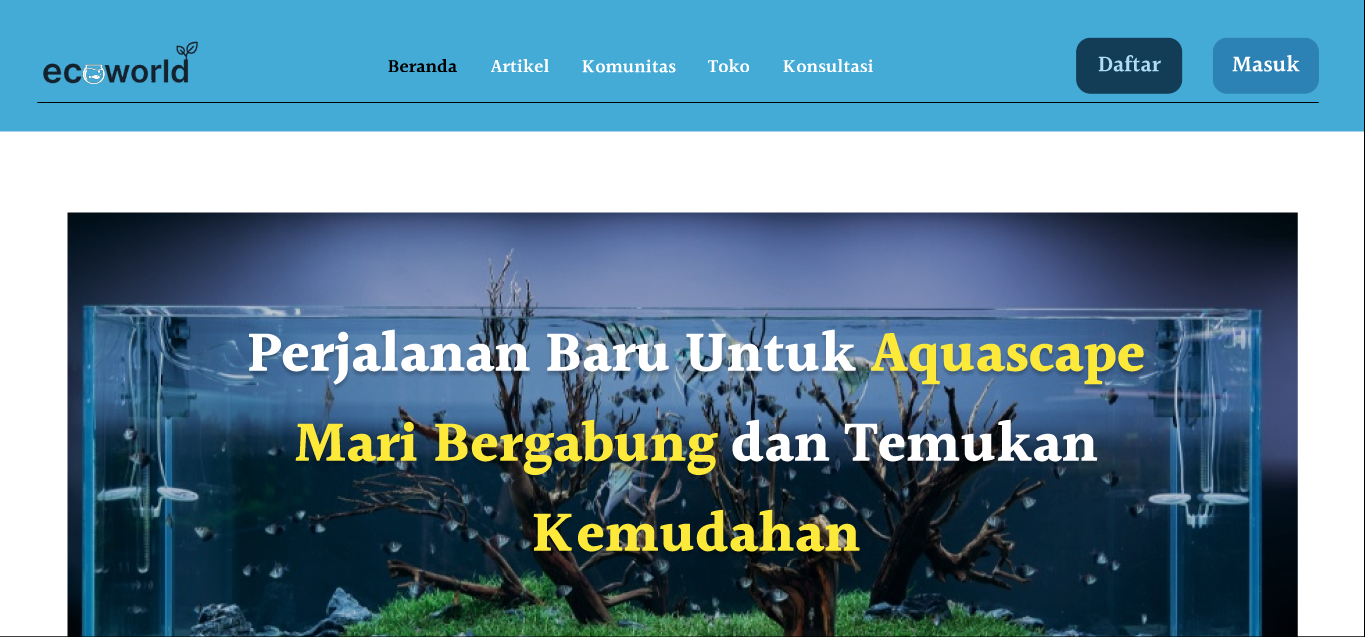 ecoworld
Beranda Artikel Komunitas Toko Konsultasi
Daftar Masuk
Perjalanan Baru Untuk Aquascape
Mari Bergabung dan Temukan
Kemudahan